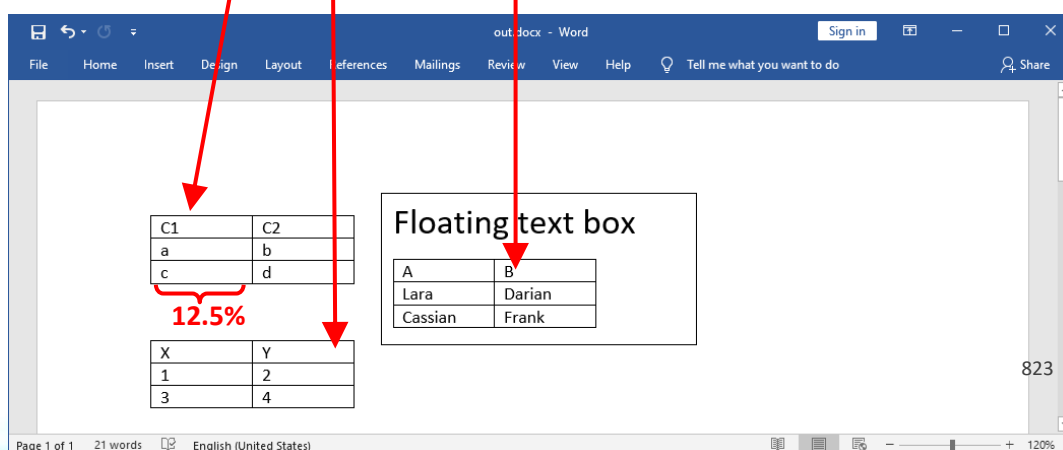 out.docx - Word
Sign in
File Home Insert Design Layout References Mailings Review View Help Tell me what you want to do Share
C1 C2
a b
c d
12.5%
Floating text box
A B
Lara Darian
Cassian Frank
X Y
1 2
3 4
823
Page 1 of 1 21 words English (United States) 120%